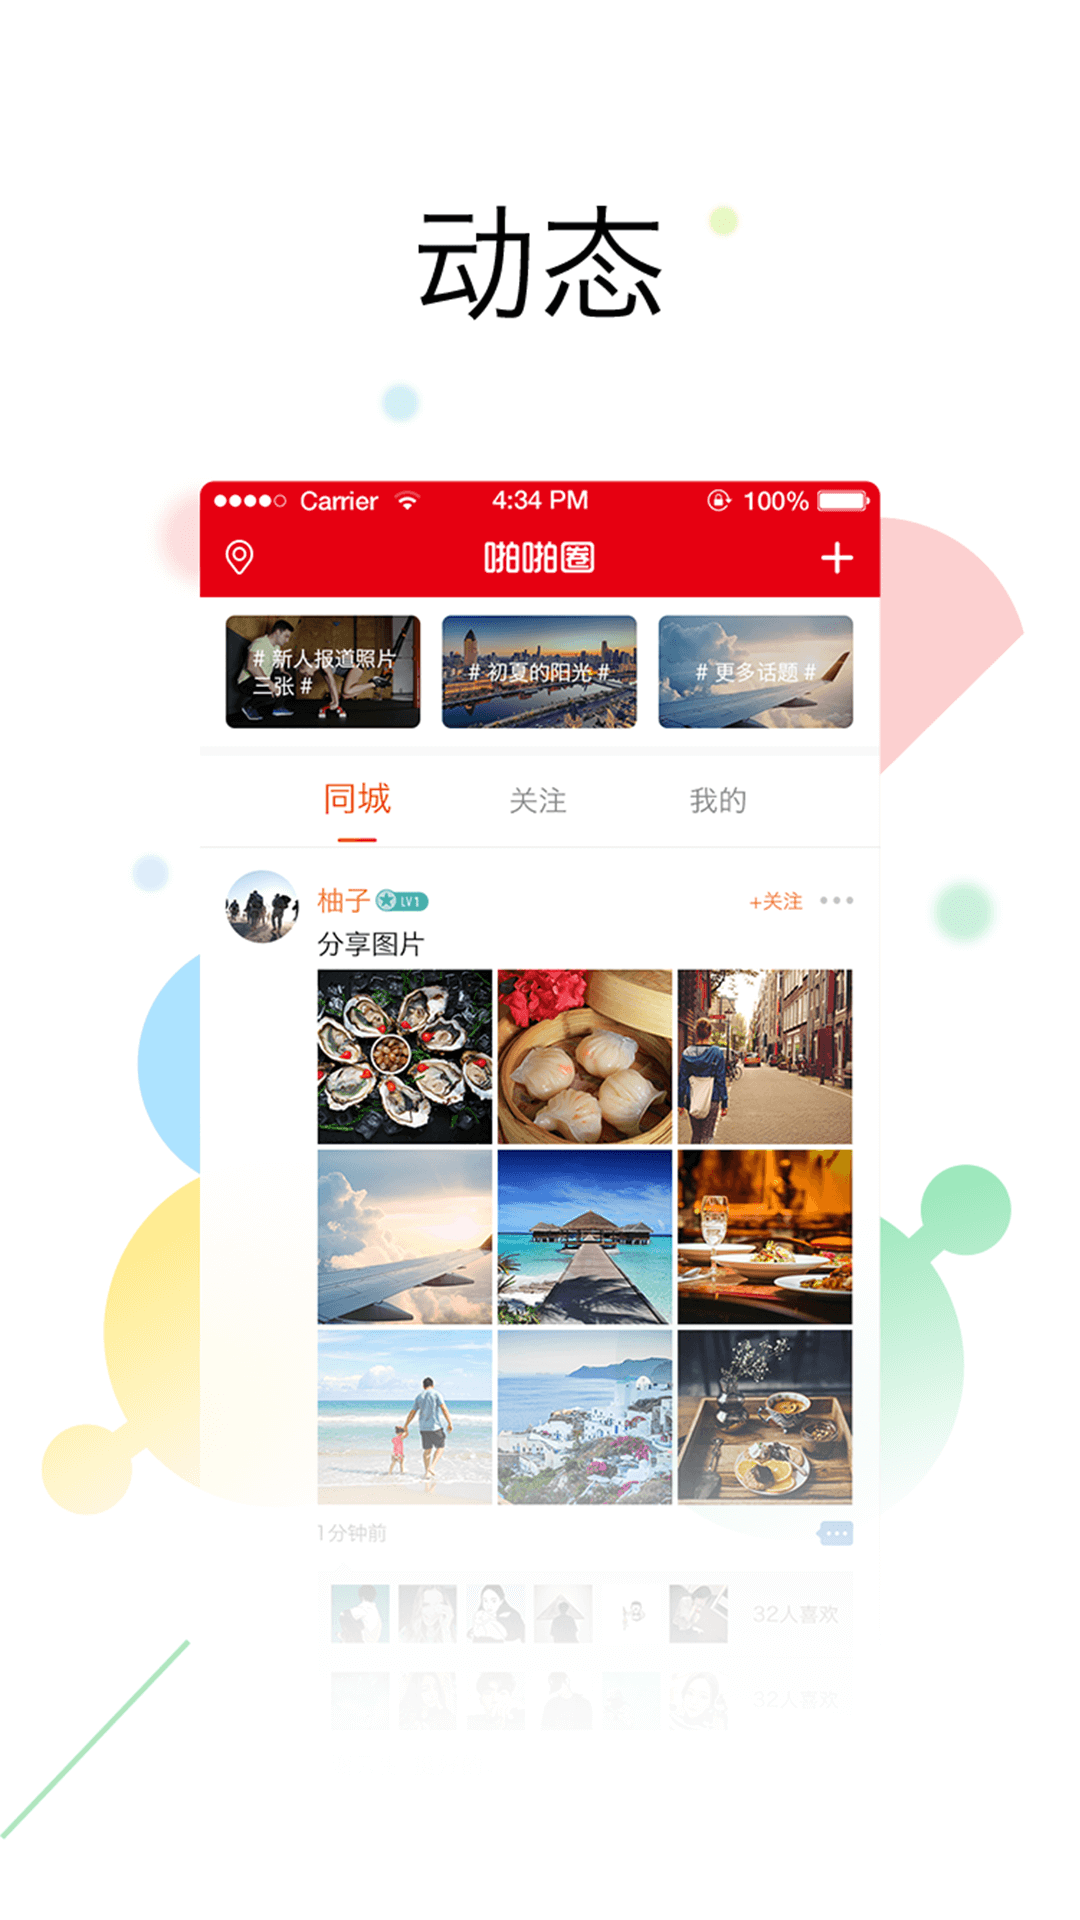 动态
Carrier
4:34 PM
100%
啪啪圈
# 新人报道照片
三张 #
# 初夏的阳光 #
# 更多话题 #
同城
关注
我的
柚子
LV1
+关注
分享图片
1分钟前
32人喜欢
32人喜欢